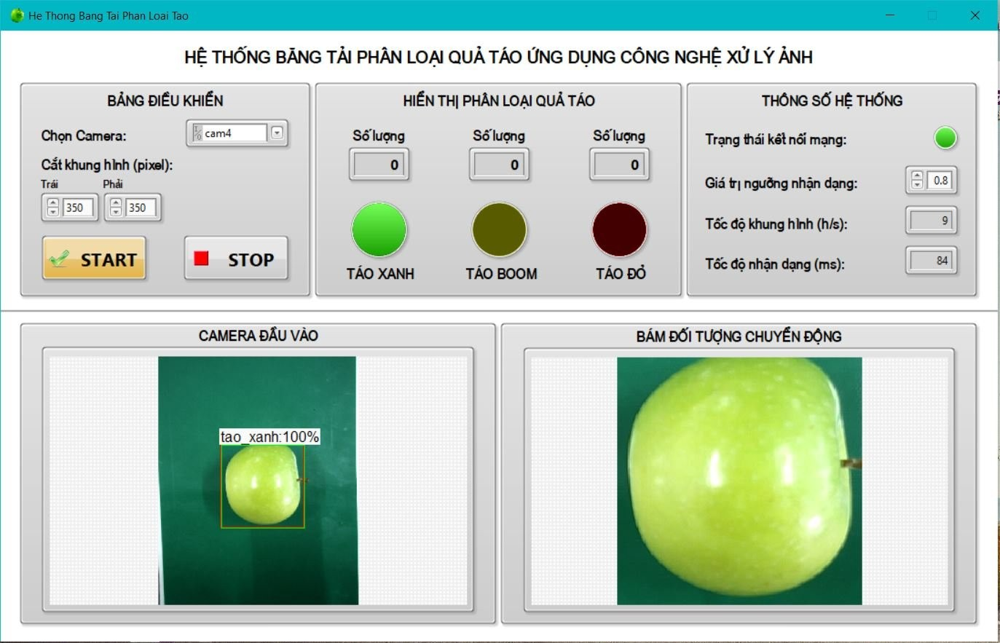 He Thong Bang Tai Phan Loai Tao
HỆ THỐNG BĂNG TẢI PHÂN LOẠI QUẢ TÁO ỨNG DỤNG CÔNG NGHỆ XỬ LÝ ẢNH
BẢNG ĐIỀU KHIỂN
Chọn Camera:
cam4
Cắt khung hình (pixel):
Trái Phải
350 350
START STOP
HIỂN THỊ PHÂN LOẠI QUẢ TÁO
Số lượng Số lượng Số lượng
0 0 0
TÁO XANH TÁO BOOM TÁO ĐỎ
THÔNG SỐ HỆ THỐNG
Trạng thái kết nối mạng:
Giá trị ngưỡng nhận dạng: 0.8
Tốc độ khung hình (h/s): 9
Tốc độ nhận dạng (ms): 84
CAMERA ĐẦU VÀO
tao_xanh:100%
BÁM ĐỐI TƯỢNG CHUYỂN ĐỘNG